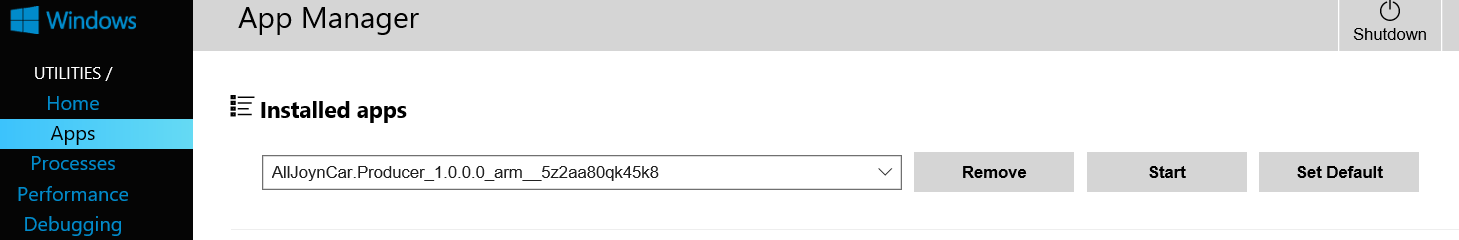 Windows
App Manager
Shutdown
UTILITIES /
Home
Apps
Processes
Performance
Debugging
Installed apps
AllJoynCar.Producer_1.0.0.0_arm__5z2aa80qk45k8
Remove
Start
Set Default